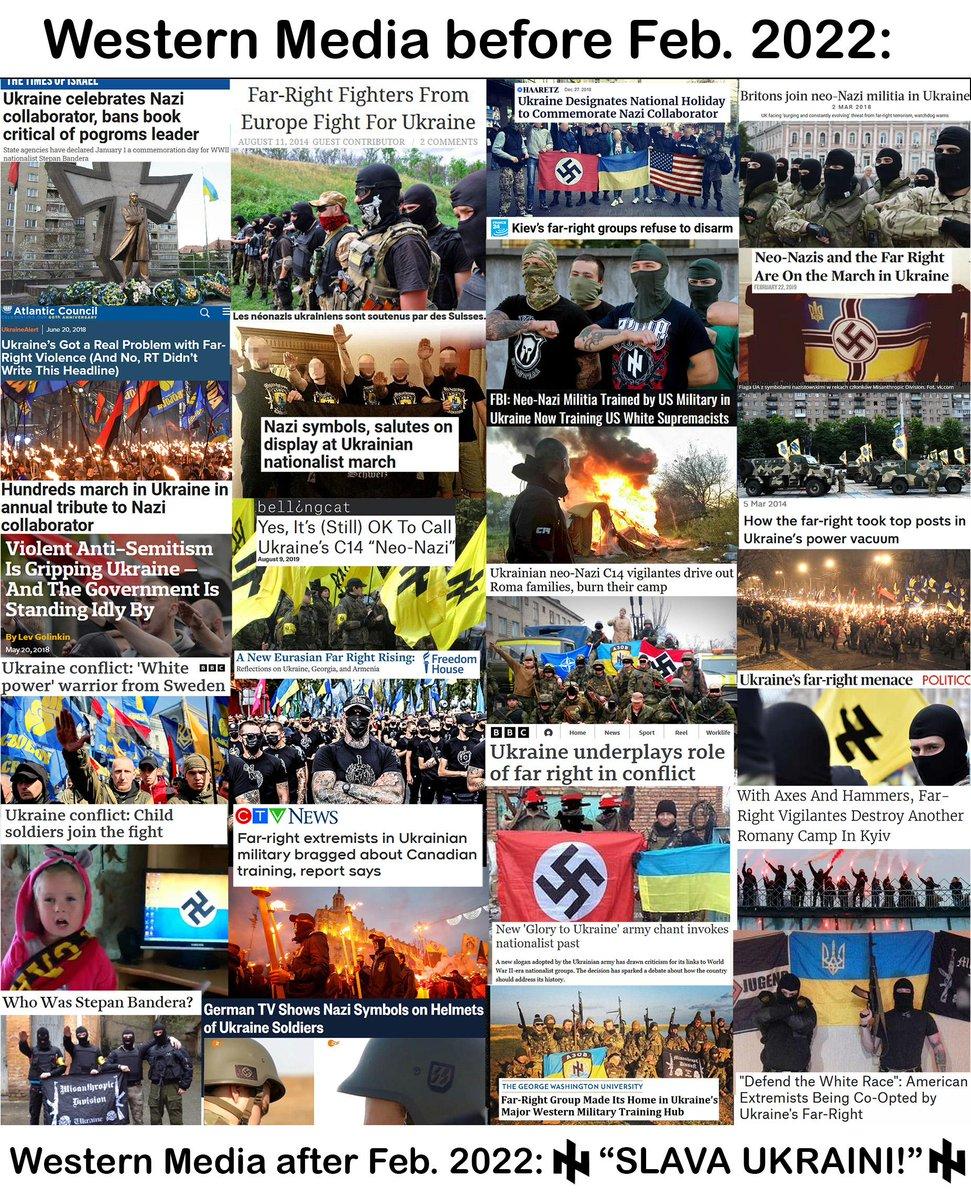 Western Media before Feb. 2022:
THE TIMES OF ISRAEL
Ukraine celebrates Nazi
collaborator, bans book
critical of pogroms leader
State agencies have declared January 1 a commemoration day for WWII
nationalist Stepan Bandera
Atlantic Council
UkraineAlert | June 20, 2018
Ukraine's Got a Real Problem with Far-
Right Violence (And No, RT Didn't
Write This Headline)
Hundreds march in Ukraine in
annual tribute to Nazi
collaborator
Violent Anti-Semitism
Is Gripping Ukraine —
And The Government Is
Standing Idly By
By Lev Golinkin
May 20, 2018
Ukraine conflict: 'White
power' warrior from Sweden
BBC
Ukraine conflict: Child
soldiers join the fight
Who Was Stepan Bandera?
Misanthropic
Division
Ukraine
Far-Right Fighters From
Europe Fight For Ukraine
AUGUST 11, 2014 GUEST CONTRIBUTOR / 2 COMMENTS
Les néonazis ukrainiens sont soutenus par des Suisses.
Nazi symbols, salutes on
display at Ukrainian
nationalist march
Schweiz
bell¿ngcat
Yes, It's (Still) OK To Call
Ukraine's C14 "Neo-Nazi"
August 9, 2019
A New Eurasian Far Right Rising:
Reflections on Ukraine, Georgia, and Armenia
Freedom
House
CTV NEWS
Far-right extremists in Ukrainian
military bragged about Canadian
training, report says
German TV Shows Nazi Symbols on Helmets
of Ukraine Soldiers
HAARETZ Dec 27, 2018
Ukraine Designates National Holiday
to Commemorate Nazi Collaborator
FRANCE
24
Kiev's far-right groups refuse to disarm
FBI: Neo-Nazi Militia Trained by US Military in
Ukraine Now Training US White Supremacists
Ukrainian neo-Nazi C14 vigilantes drive out
Roma families, burn their camp
АЗОВ
BBC Home News Sport Reel Worklife
Ukraine underplays role
of far right in conflict
New 'Glory to Ukraine' army chant invokes
nationalist past
A new slogan adopted by the Ukrainian army has drawn criticism for its links to World
War II-era nationalist groups. The decision has sparked a debate about how the country
should address its history.
АЗОВ
THE GEORGE WASHINGTON UNIVERSITY
Far-Right Group Made Its Home in Ukraine's
Major Western Military Training Hub
Britons join neo-Nazi militia in Ukraine
2 MAR 2018
UK facing 'surging and constantly evolving' threat from far-right terrorism, watchdog warns
Neo-Nazis and the Far Right
Are On the March in Ukraine
FEBRUARY 22, 2019
Flaga UA z symbolami nazistowskimi w rekach członków Misanthropic Division. Fot. vk.com
5 Mar 2014
How the far-right took top posts in
Ukraine's power vacuum
Ukraine's far-right menace POLITICO
With Axes And Hammers, Far-
Right Vigilantes Destroy Another
Romany Camp In Kyiv
JUGEND
"Defend the White Race": American
Extremists Being Co-Opted by
Ukraine's Far-Right
Western Media after Feb. 2022: "SLAVA UKRAINI!"